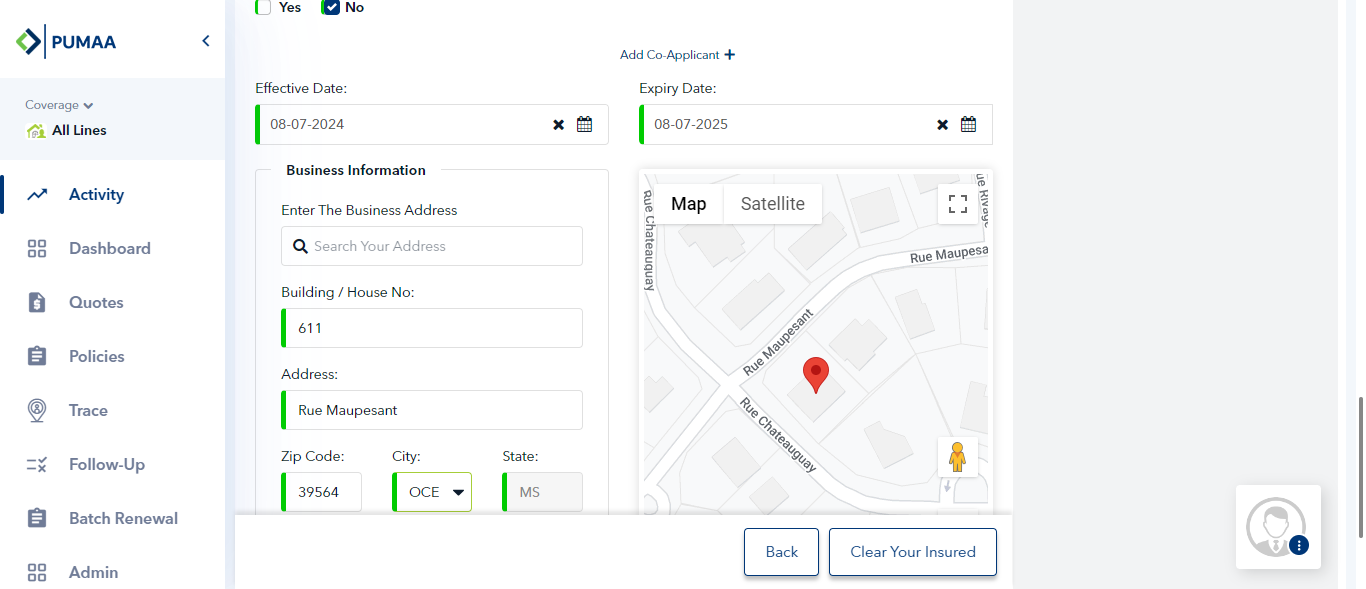 PUMAA
Coverage
All Lines
Activity
Dashboard
Quotes
Policies
Trace
Follow-Up
Batch Renewal
Admin
Yes No
Add Co-Applicant
Effective Date: Expiry Date:
08-07-2024 08-07-2025
Business Information
Enter The Business Address
Search Your Address
Building / House No:
611
Address:
Rue Maupesant
Zip Code: City: State:
39564 OCE MS
Map Satellite
Rue Chateauguay
ue Rivage
Rue Maupesa
Rue Maupesant
Rue Chateauguay
Back Clear Your Insured